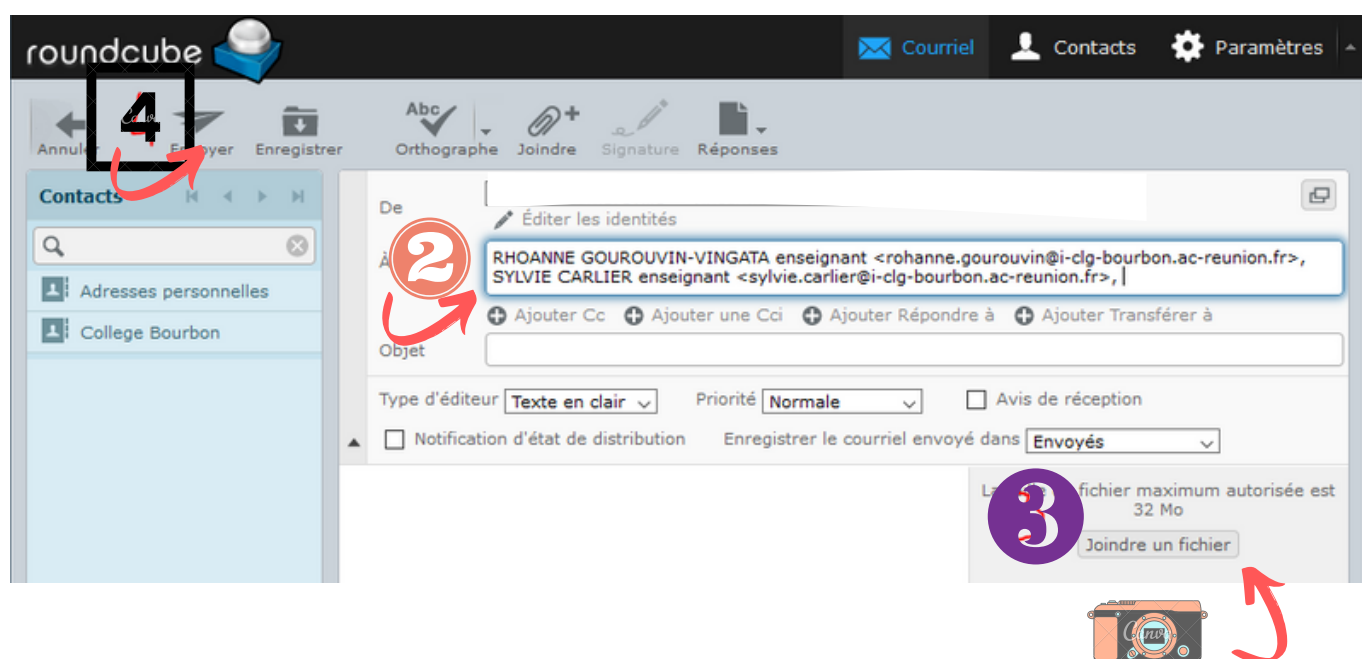 roundcube
Courriel Contacts Paramètres
4
Annuler Envoyer Enregistrer Abc Orthographe Joindre Signature Réponses
Contacts
Adresses personnelles
College Bourbon
De
Éditer les identités
À
2
RHOANNE GOUROUVIN-VINGATA enseignant <rohanne.gourouvin@i-clg-bourbon.ac-reunion.fr>,
SYLVIE CARLIER enseignant <sylvie.carlier@i-clg-bourbon.ac-reunion.fr>,
Ajouter Cc Ajouter une Cci Ajouter Répondre à Ajouter Transférer à
Objet
Type d'éditeur Texte en clair Priorité Normale Avis de réception
Notification d'état de distribution Enregistrer le courriel envoyé dans Envoyés
3
La fichier maximum autorisée est
32 Mo
Joindre un fichier
Canva